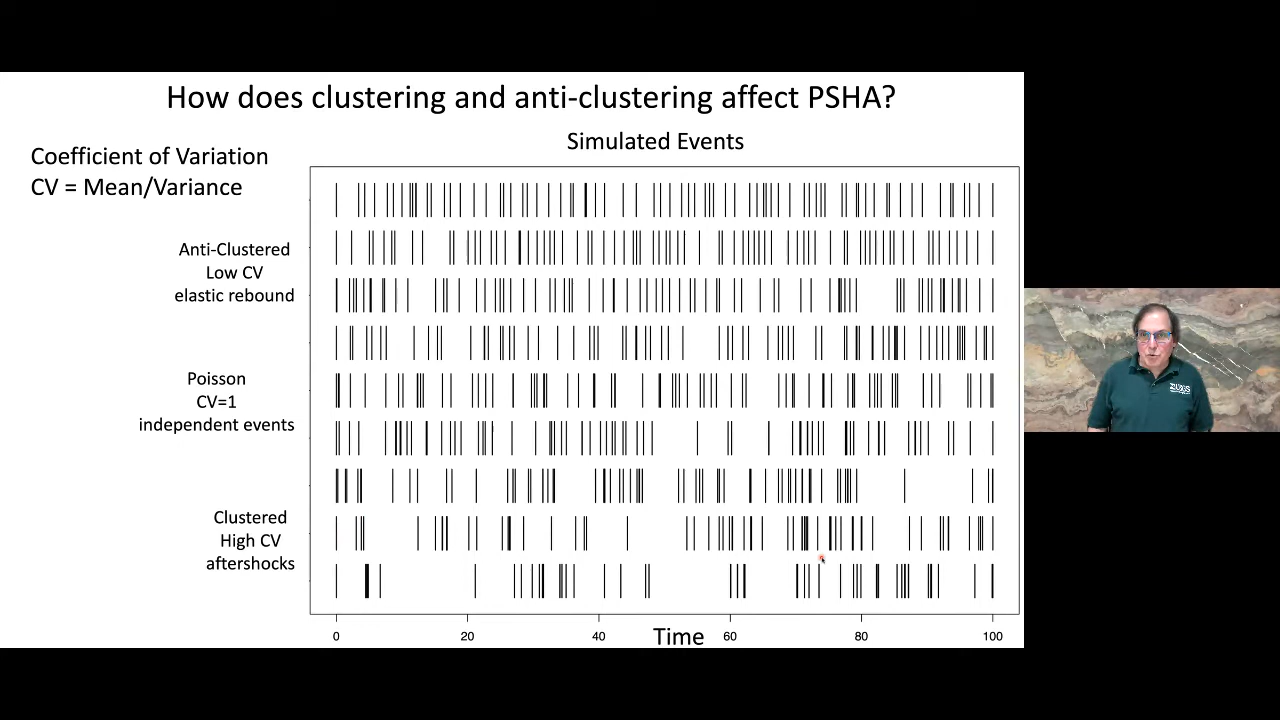 How does clustering and anti-clustering affect PSHA?
Simulated Events
Coefficient of Variation
CV = Mean/Variance
Anti-Clustered
Low CV
elastic rebound
Poisson
CV=1
independent events
Clustered
High CV
aftershocks
0 20 40 60 80 100
Time
USGS